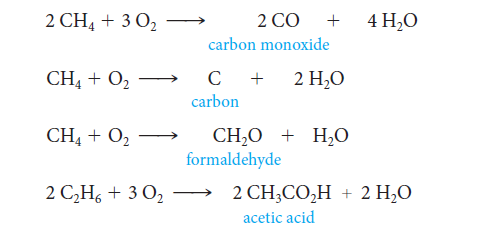 2 CH₄ + 3 O₂ ⟶ 2 CO + 4 H₂O
carbon monoxide
CH₄ + O₂ ⟶ C + 2 H₂O
carbon
CH₄ + O₂ ⟶ CH₂O + H₂O
formaldehyde
2 C₂H₆ + 3 O₂ ⟶ 2 CH₃CO₂H + 2 H₂O
acetic acid